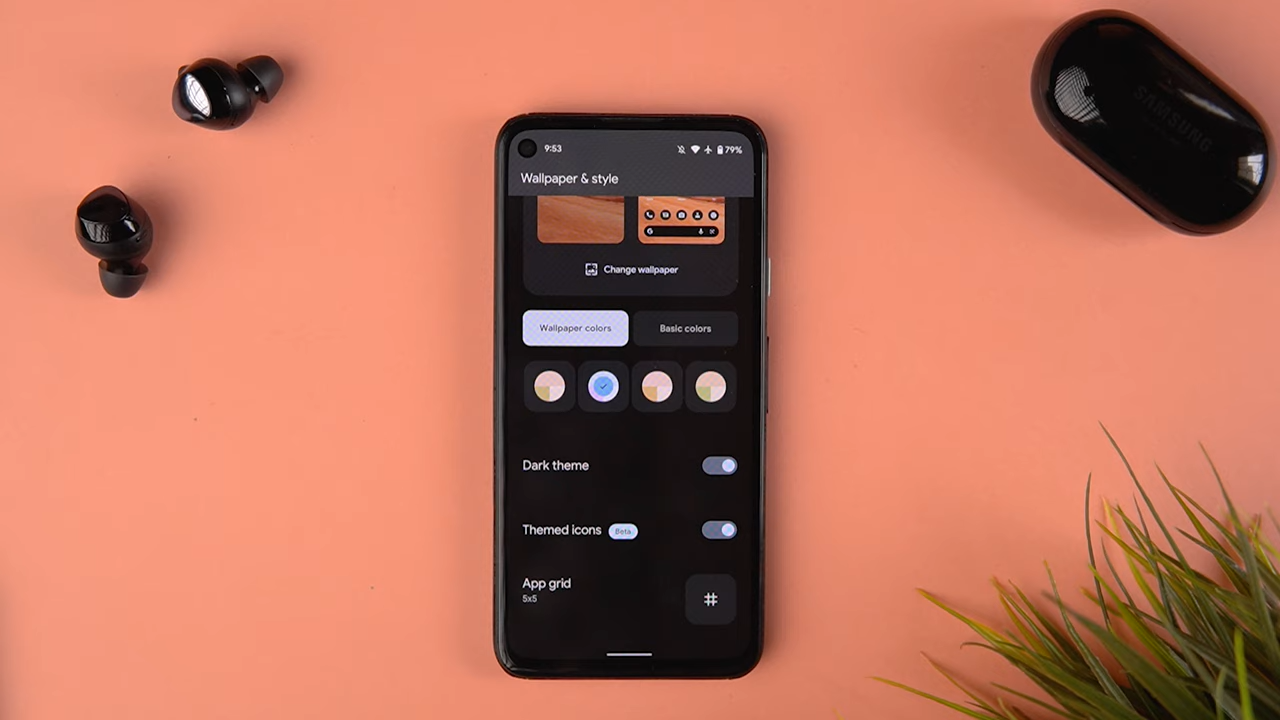 9:53
79%
Wallpaper & style
Change wallpaper
Wallpaper colors
Basic colors
Dark theme
Themed icons Beta
App grid
5x5
SAMSUNG